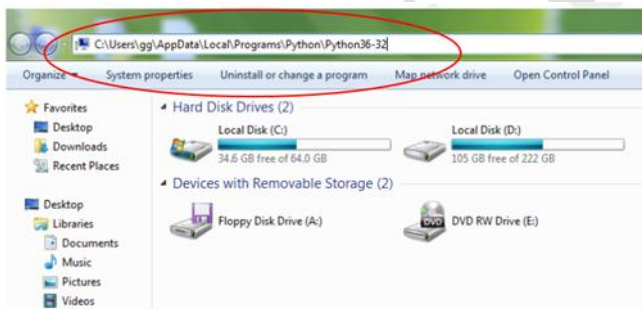 C:\Users\gg\AppData\Local\Programs\Python\Python36-32
Organize System properties Uninstall or change a program Map network drive Open Control Panel
Favorites
Desktop
Downloads
Recent Places
Desktop
Libraries
Documents
Music
Pictures
Videos
Hard Disk Drives (2)
Local Disk (C:)
34.6 GB free of 64.0 GB
Local Disk (D:)
105 GB free of 222 GB
Devices with Removable Storage (2)
Floppy Disk Drive (A:)
DVD RW Drive (E:)
DVD